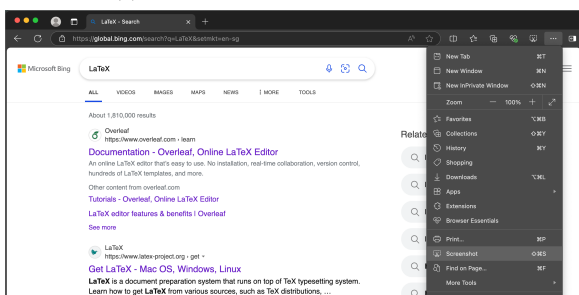 LaTeX - Search
https://global.bing.com/search?q=LaTeX&setmkt=en-sg
Microsoft Bing
LaTeX
ALL VIDEOS IMAGES MAPS NEWS MORE TOOLS
About 1,810,000 results
Overleaf
https://www.overleaf.com › learn
Documentation - Overleaf, Online LaTeX Editor
An online LaTeX editor that's easy to use. No installation, real-time collaboration, version control,
hundreds of LaTeX templates, and more.
Other content from overleaf.com
Tutorials - Overleaf, Online LaTeX Editor
LaTeX editor features & benefits | Overleaf
See more
LaTeX
https://www.latex-project.org › get
Get LaTeX - Mac OS, Windows, Linux
LaTeX is a document preparation system that runs on top of TeX typesetting system.
Learn how to get LaTeX from various sources, such as TeX distributions, ...
Relate
New Tab ⌘T
New Window ⌘N
New InPrivate Window ⇧⌘N
Zoom — 100% +
Favorites ⌥⌘B
Collections ⇧⌘Y
History ⌘Y
Shopping
Downloads ⌥⌘L
Apps
Extensions
Browser Essentials
Print... ⌘P
Screenshot ⇧⌘S
Find on Page... ⌘F
More Tools